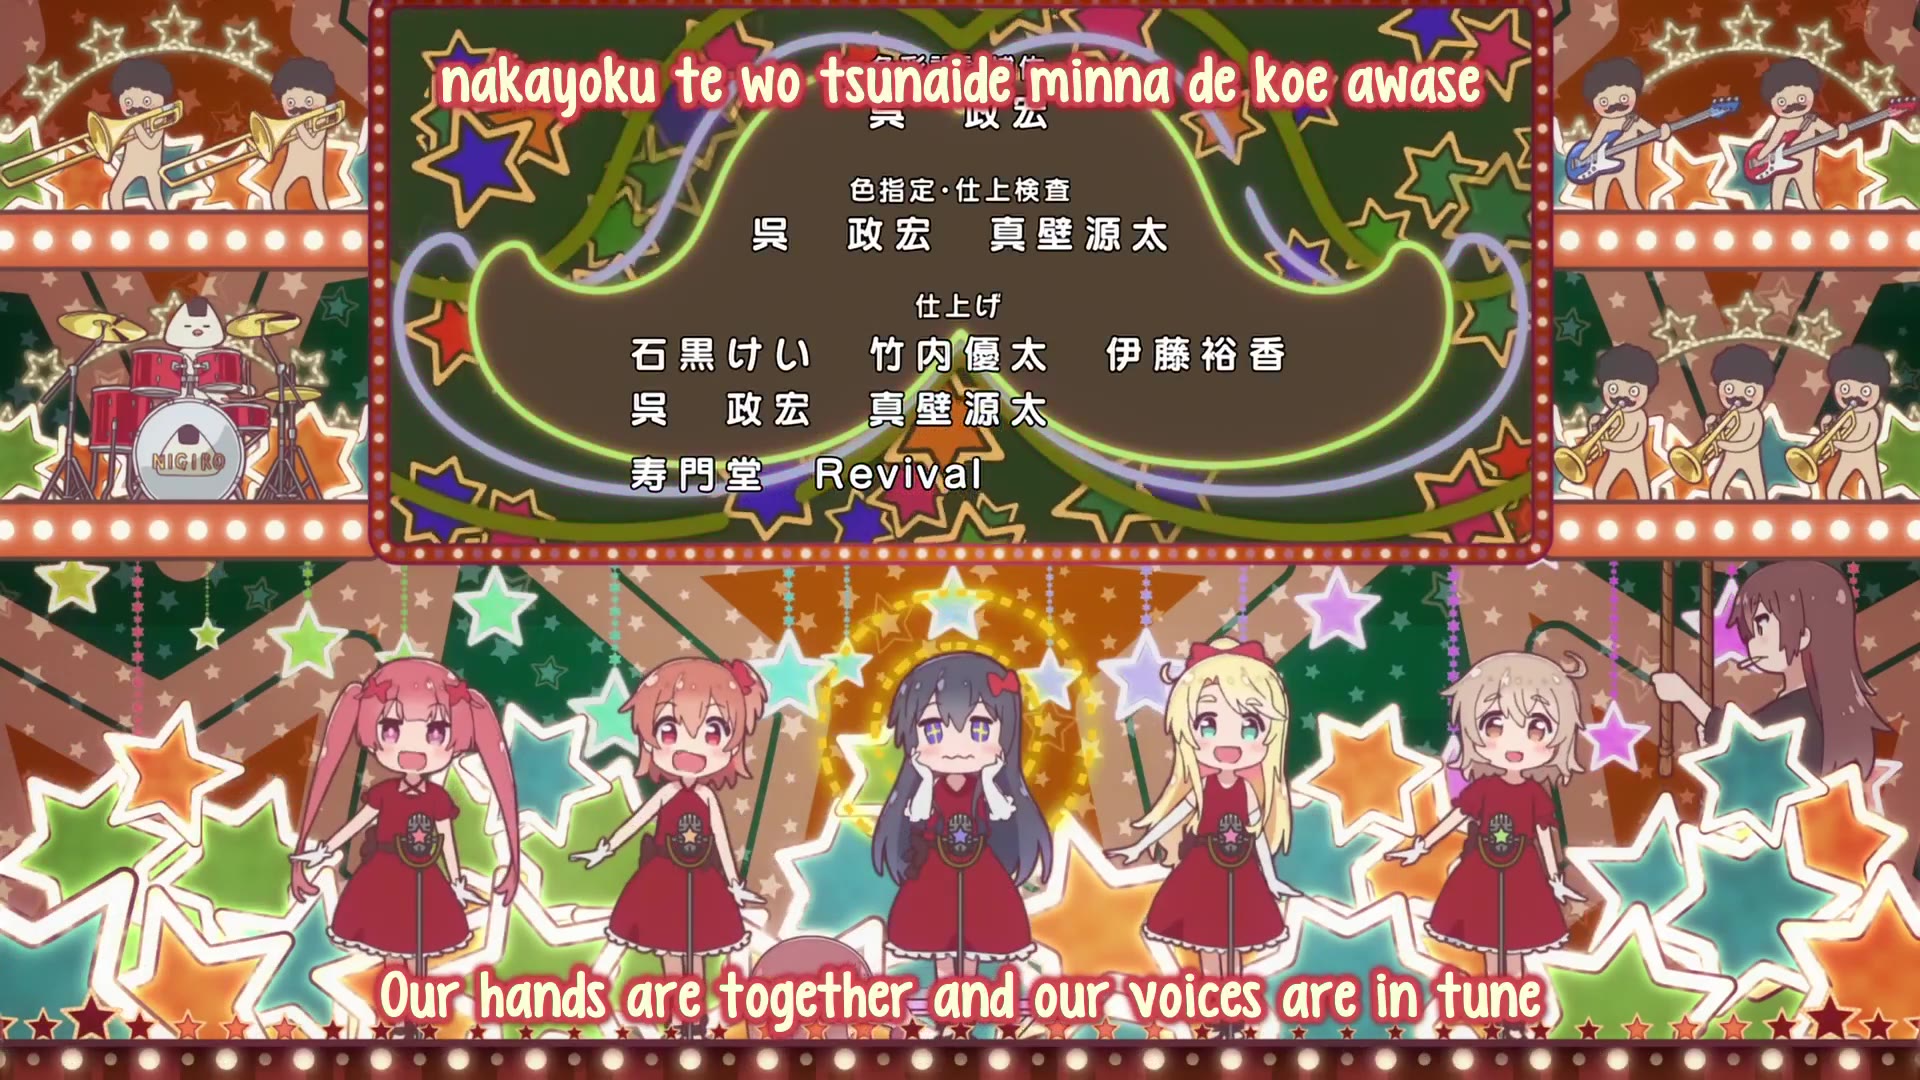 nakayoku te wo tsunaide minna de koe awase
呉 政宏
色指定・仕上検査
呉 政宏 真壁源太
仕上げ
石黒けい 竹内優太 伊藤裕香
呉 政宏 真壁源太
寿門堂 Revival
NIGIRO
Our hands are together and our voices are in tune